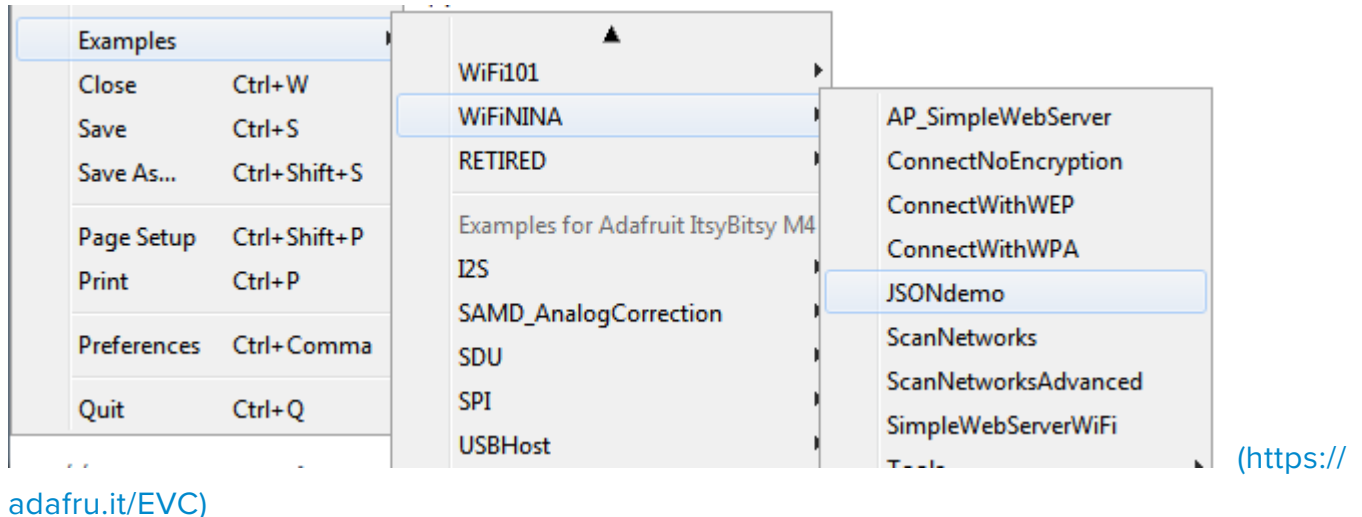 Examples
Close Ctrl+W
Save Ctrl+S
Save As... Ctrl+Shift+S
Page Setup Ctrl+Shift+P
Print Ctrl+P
Preferences Ctrl+Comma
Quit Ctrl+Q
WiFi101
WiFiNINA
RETIRED
Examples for Adafruit ItsyBitsy M4
I2S
SAMD_AnalogCorrection
SDU
SPI
USBHost
AP_SimpleWebServer
ConnectNoEncryption
ConnectWithWEP
ConnectWithWPA
JSONdemo
ScanNetworks
ScanNetworksAdvanced
SimpleWebServerWiFi
(https://
adafru.it/EVC)